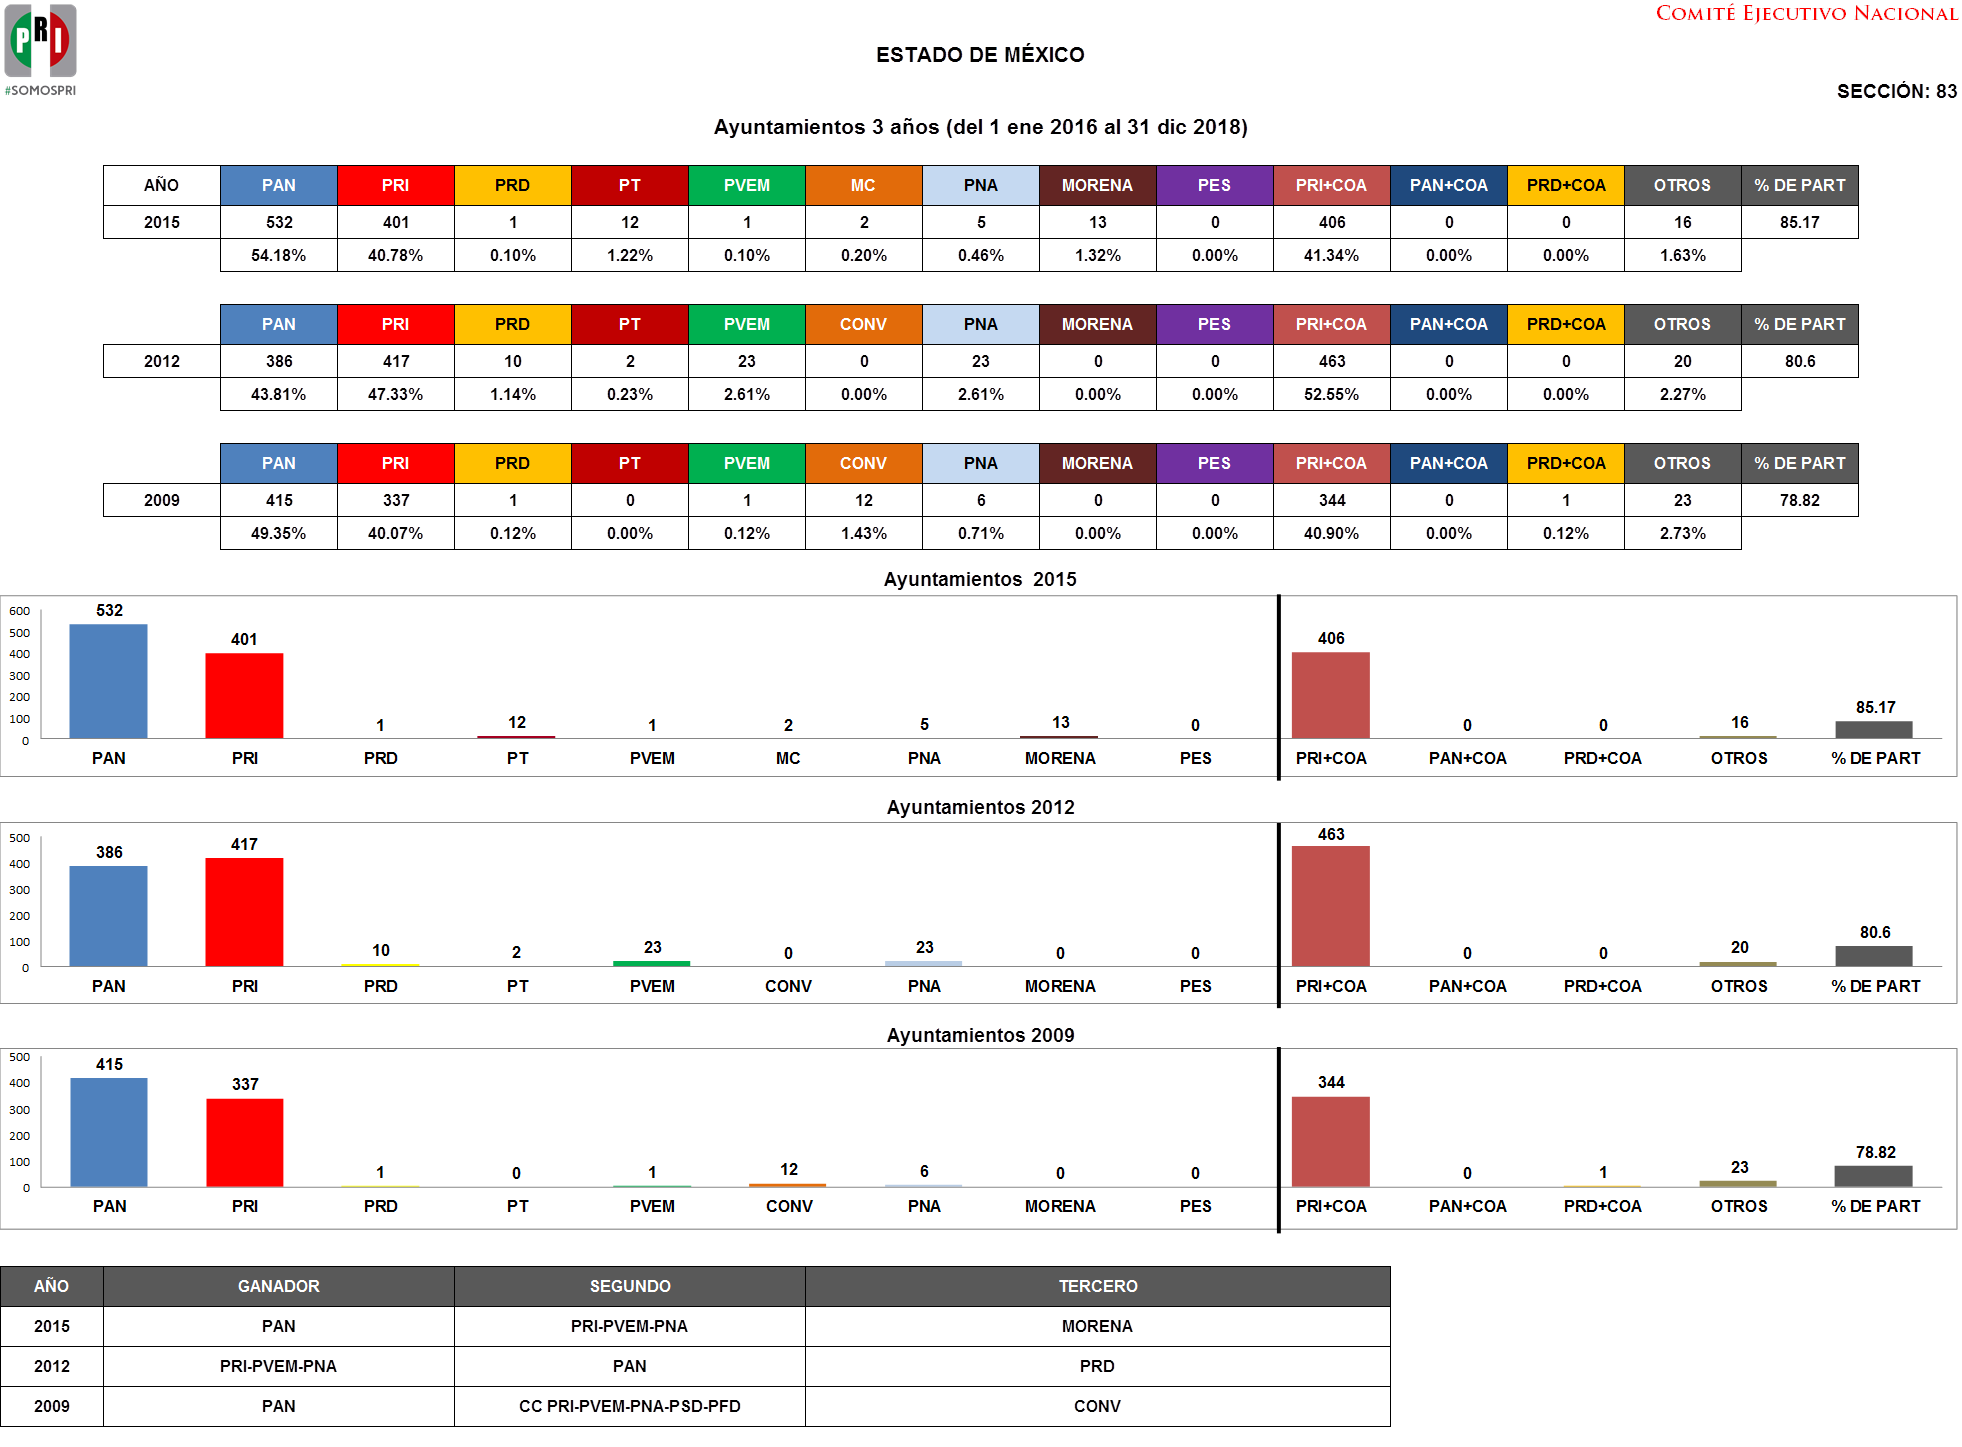 COMITÉ EJECUTIVO NACIONAL
PRI
#SOMOSPRI
ESTADO DE MÉXICO
SECCIÓN: 83
Ayuntamientos 3 años (del 1 ene 2016 al 31 dic 2018)
AÑO PAN PRI PRD PT PVEM MC PNA MORENA PES PRI+COA PAN+COA PRD+COA OTROS % DE PART
2015 532 401 1 12 1 2 5 13 0 406 0 0 16 85.17
54.18% 40.78% 0.10% 1.22% 0.10% 0.20% 0.46% 1.32% 0.00% 41.34% 0.00% 0.00% 1.63%
PAN PRI PRD PT PVEM CONV PNA MORENA PES PRI+COA PAN+COA PRD+COA OTROS % DE PART
2012 386 417 10 2 23 0 23 0 0 463 0 0 20 80.6
43.81% 47.33% 1.14% 0.23% 2.61% 0.00% 2.61% 0.00% 0.00% 52.55% 0.00% 0.00% 2.27%
PAN PRI PRD PT PVEM CONV PNA MORENA PES PRI+COA PAN+COA PRD+COA OTROS % DE PART
2009 415 337 1 0 1 12 6 0 0 344 0 1 23 78.82
49.35% 40.07% 0.12% 0.00% 0.12% 1.43% 0.71% 0.00% 0.00% 40.90% 0.00% 0.12% 2.73%
Ayuntamientos 2015
600
500
400
300
200
100
0
532 401 1 12 1 2 5 13 0 406 0 0 16 85.17
PAN PRI PRD PT PVEM MC PNA MORENA PES PRI+COA PAN+COA PRD+COA OTROS % DE PART
Ayuntamientos 2012
500
400
300
200
100
0
386 417 10 2 23 0 23 0 0 463 0 0 20 80.6
PAN PRI PRD PT PVEM CONV PNA MORENA PES PRI+COA PAN+COA PRD+COA OTROS % DE PART
Ayuntamientos 2009
500
400
300
200
100
0
415 337 1 0 1 12 6 0 0 344 0 1 23 78.82
PAN PRI PRD PT PVEM CONV PNA MORENA PES PRI+COA PAN+COA PRD+COA OTROS % DE PART
AÑO GANADOR SEGUNDO TERCERO
2015 PAN PRI-PVEM-PNA MORENA
2012 PRI-PVEM-PNA PAN PRD
2009 PAN CC PRI-PVEM-PNA-PSD-PFD CONV